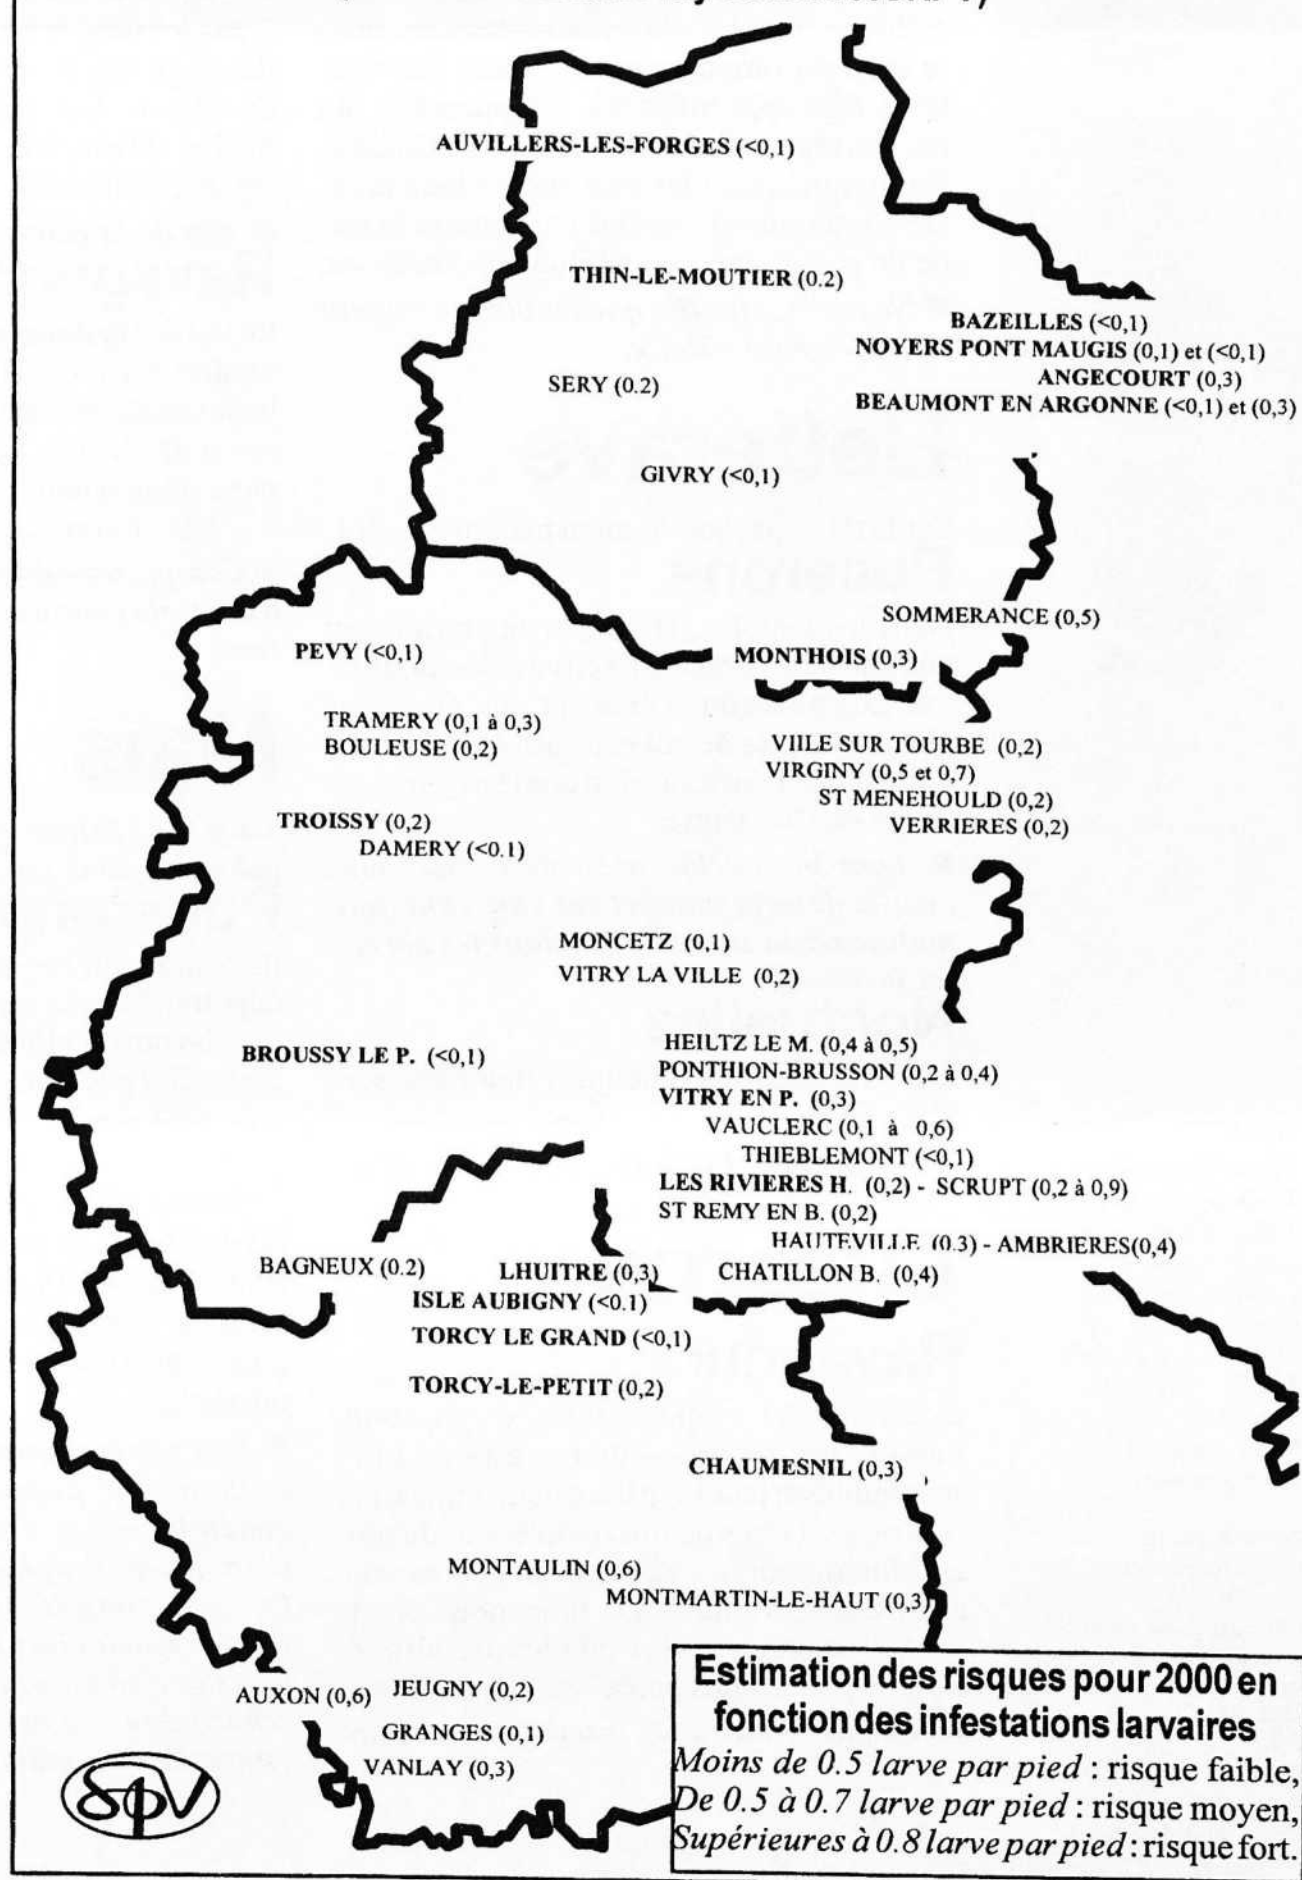 AUVILLERS-LES-FORGES (<0,1)
THIN-LE-MOUTIER (0.2)
BAZEILLES (<0,1)
NOYERS PONT MAUGIS (0,1) et (<0,1)
ANGECOURT (0,3)
BEAUMONT EN ARGONNE (<0,1) et (0,3)
SERY (0.2)
GIVRY (<0,1)
SOMMERANCE (0,5)
PEVY (<0,1)
MONTHOIS (0,3)
TRAMERY (0,1 à 0,3)
BOULEUSE (0,2)
VIILE SUR TOURBE (0,2)
VIRGINY (0,5 et 0,7)
ST MENEHOULD (0,2)
VERRIERES (0,2)
TROISSY (0,2)
DAMERY (<0.1)
MONCETZ (0,1)
VITRY LA VILLE (0,2)
BROUSSY LE P. (<0,1)
HEILTZ LE M. (0,4 à 0,5)
PONTHION-BRUSSON (0,2 à 0,4)
VITRY EN P. (0,3)
VAUCLERC (0,1 à 0,6)
THIEBLEMONT (<0,1)
LES RIVIERES H. (0,2) - SCRUPT (0,2 à 0,9)
ST REMY EN B. (0,2)
HAUTEVILLE (0.3) - AMBRIERES(0,4)
BAGNEUX (0.2)
LHUITRE (0,3)
CHATILLON B. (0,4)
ISLE AUBIGNY (<0.1)
TORCY LE GRAND (<0,1)
TORCY-LE-PETIT (0,2)
CHAUMESNIL (0,3)
MONTAULIN (0,6)
MONTMARTIN-LE-HAUT (0,3)
AUXON (0,6)
JEUGNY (0,2)
GRANGES (0,1)
VANLAY (0,3)
Estimation des risques pour 2000 en
fonction des infestations larvaires
Moins de 0.5 larve par pied : risque faible,
De 0.5 à 0.7 larve par pied : risque moyen,
Supérieures à 0.8 larve par pied : risque fort.
SPV